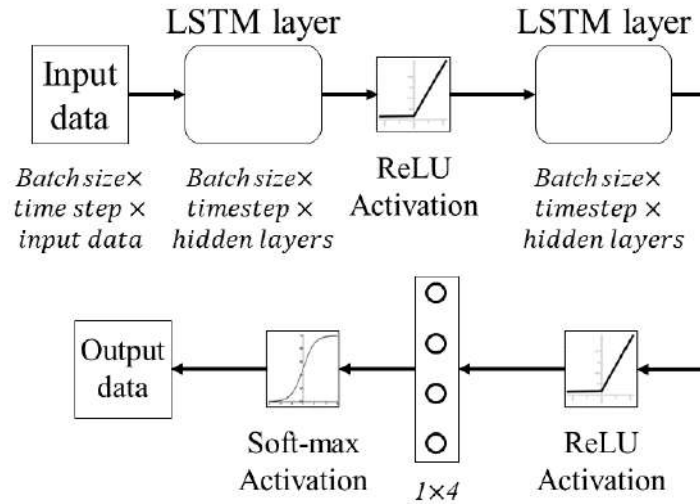 LSTM layer
LSTM layer
Input
data
ReLU
Activation
Batch size×
time step ×
input data
Batch size×
timestep ×
hidden layers
Batch size×
timestep ×
hidden layers
Output
data
Soft-max
Activation
1×4
ReLU
Activation